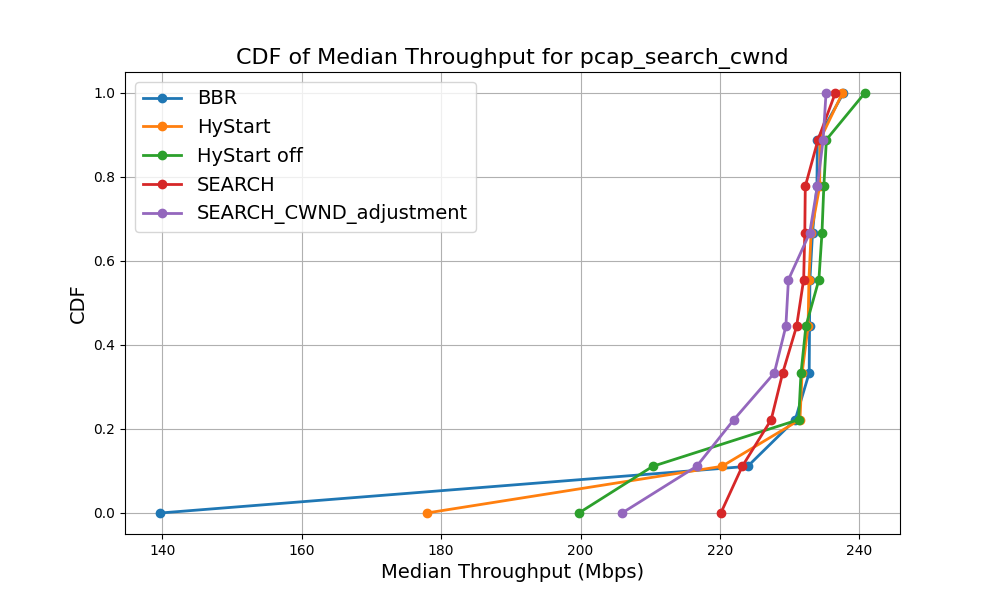 CDF of Median Throughput for pcap_search_cwnd
BBR
HyStart
HyStart off
SEARCH
SEARCH_CWND_adjustment
CDF
1.0
0.8
0.6
0.4
0.2
0.0
140 160 180 200 220 240
Median Throughput (Mbps)